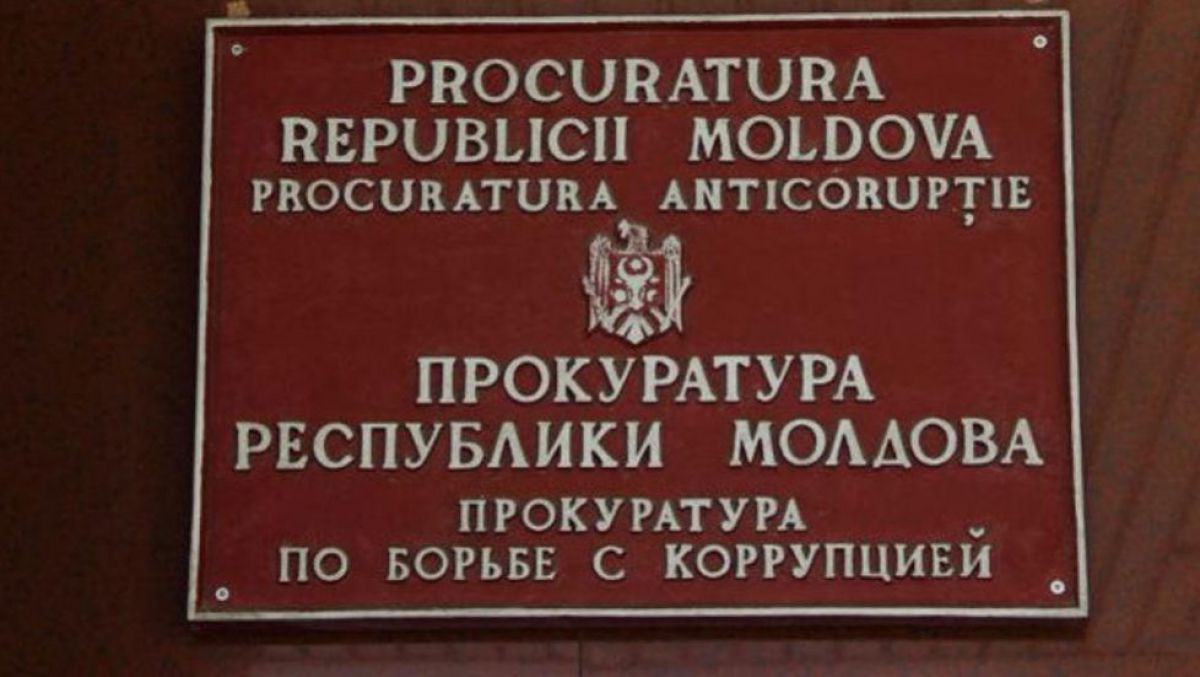 PROCURATURA
REPUBLICII MOLDOVA
PROCURATURA ANTICORUPȚIE
ПРОКУРАТУРА
РЕСПУБЛИКИ МОЛДОВА
ПРОКУРАТУРА
ПО БОРЬБЕ С КОРРУПЦИЕЙ